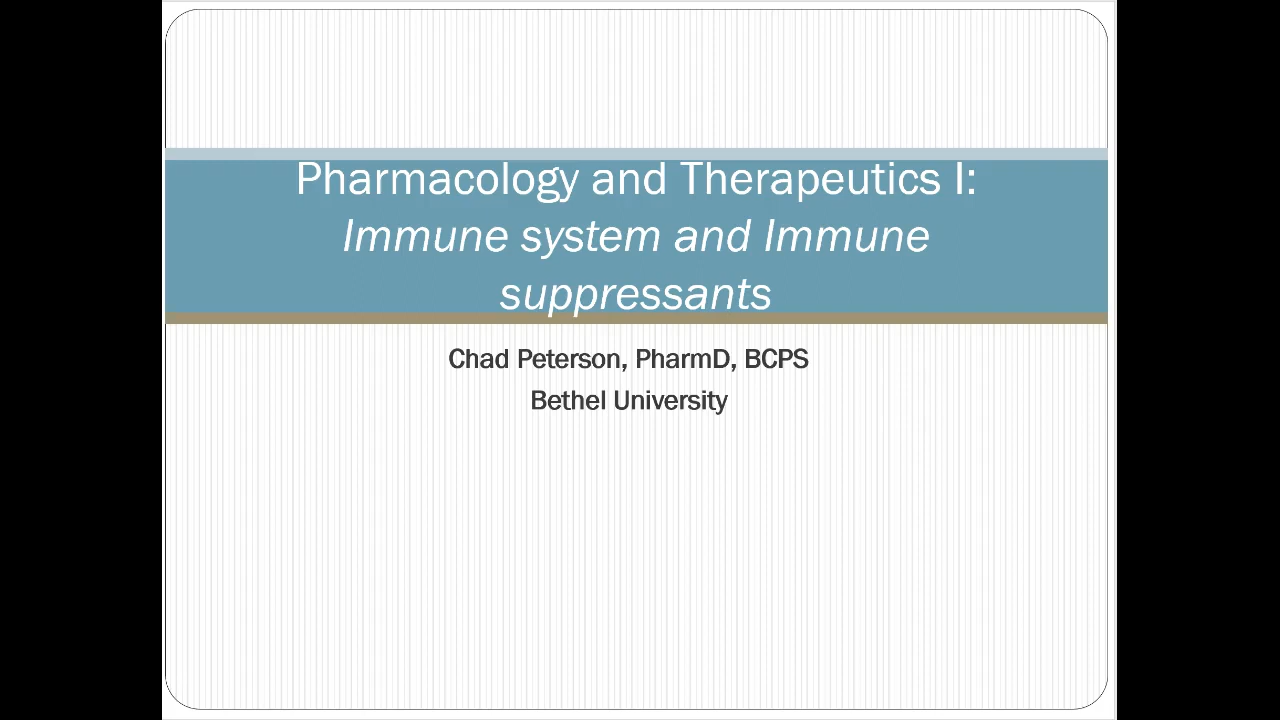 Pharmacology and Therapeutics I:
Immune system and Immune
suppressants
Chad Peterson, PharmD, BCPS
Bethel University